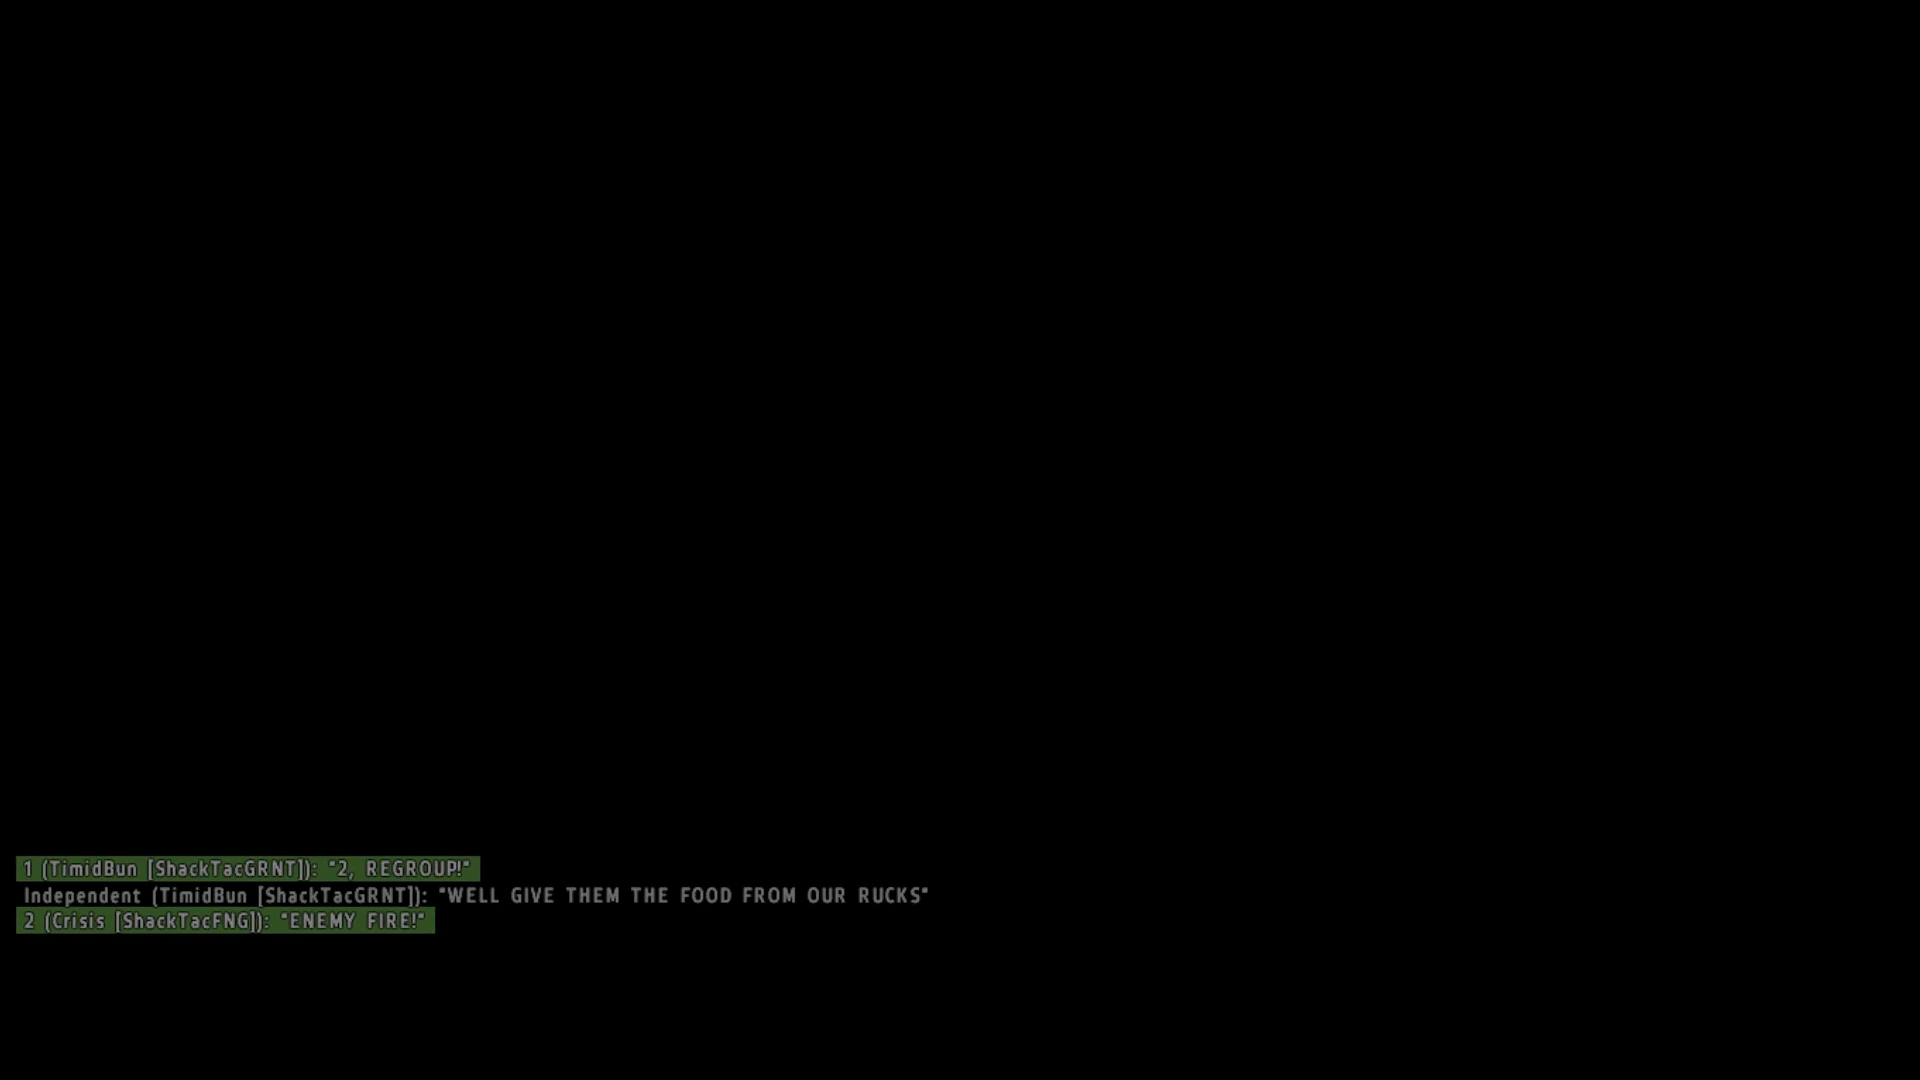 1 (TimidBun [ShackTacGRNT]): "2, REGROUP!"
Independent (TimidBun [ShackTacGRNT]): "WELL GIVE THEM THE FOOD FROM OUR RUCKS"
2 (Crisis [ShackTacFNG]): "ENEMY FIRE!"